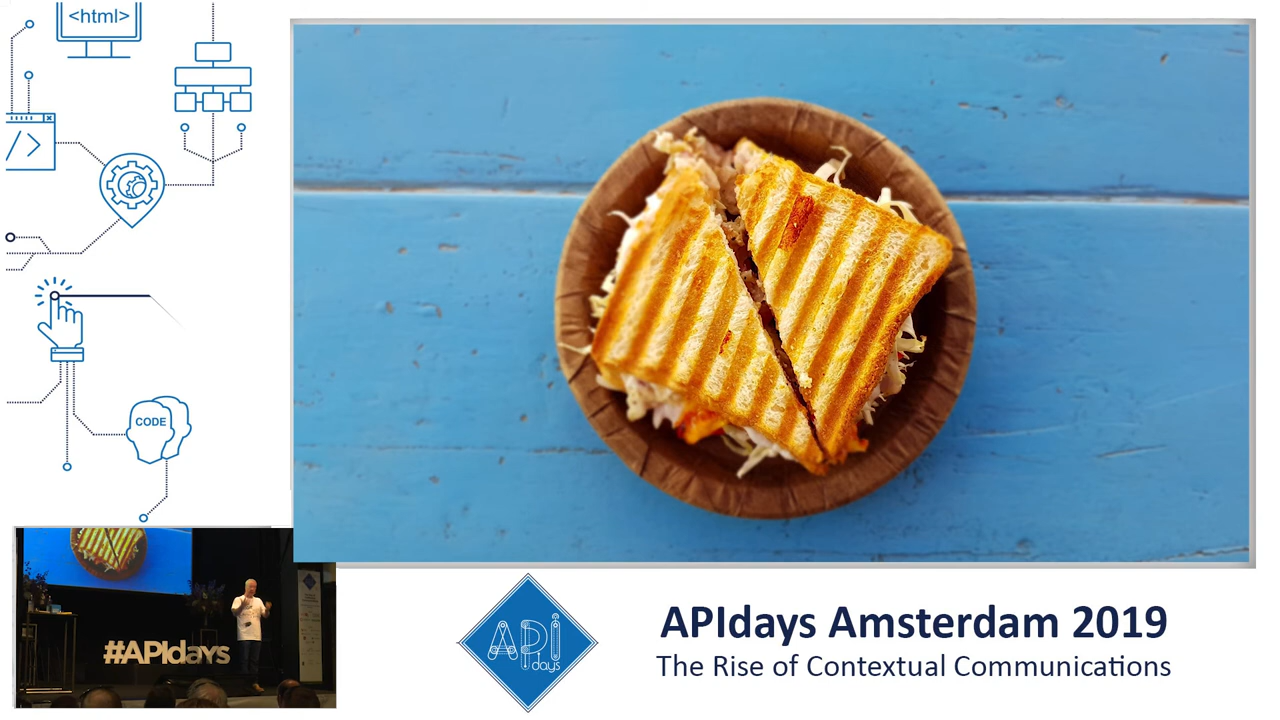 <html>
</>
CODE
#APIdays
API
days
APIdays Amsterdam 2019
The Rise of Contextual Communications